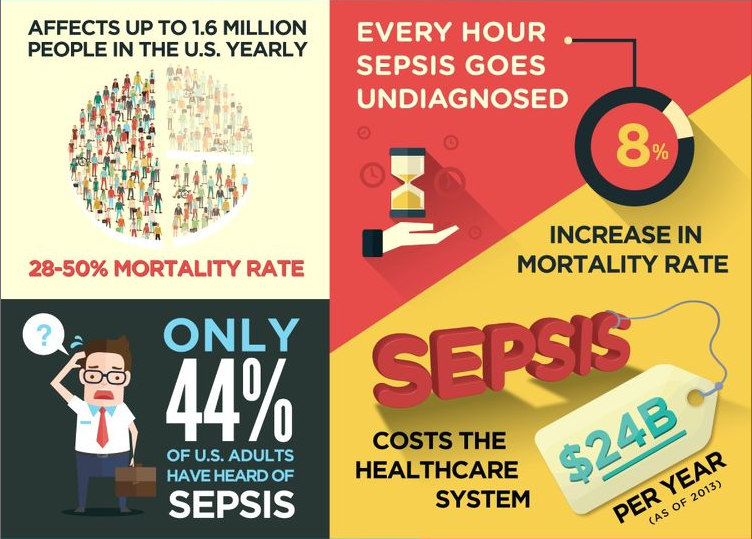 AFFECTS UP TO 1.6 MILLION
PEOPLE IN THE U.S. YEARLY
28-50% MORTALITY RATE
EVERY HOUR
SEPSIS GOES
UNDIAGNOSED
8%
INCREASE IN
MORTALITY RATE
?
ONLY
44%
OF U.S. ADULTS
HAVE HEARD OF
SEPSIS
SEPSIS
COSTS THE
HEALTHCARE
SYSTEM
$24B
PER YEAR
(AS OF 2013)